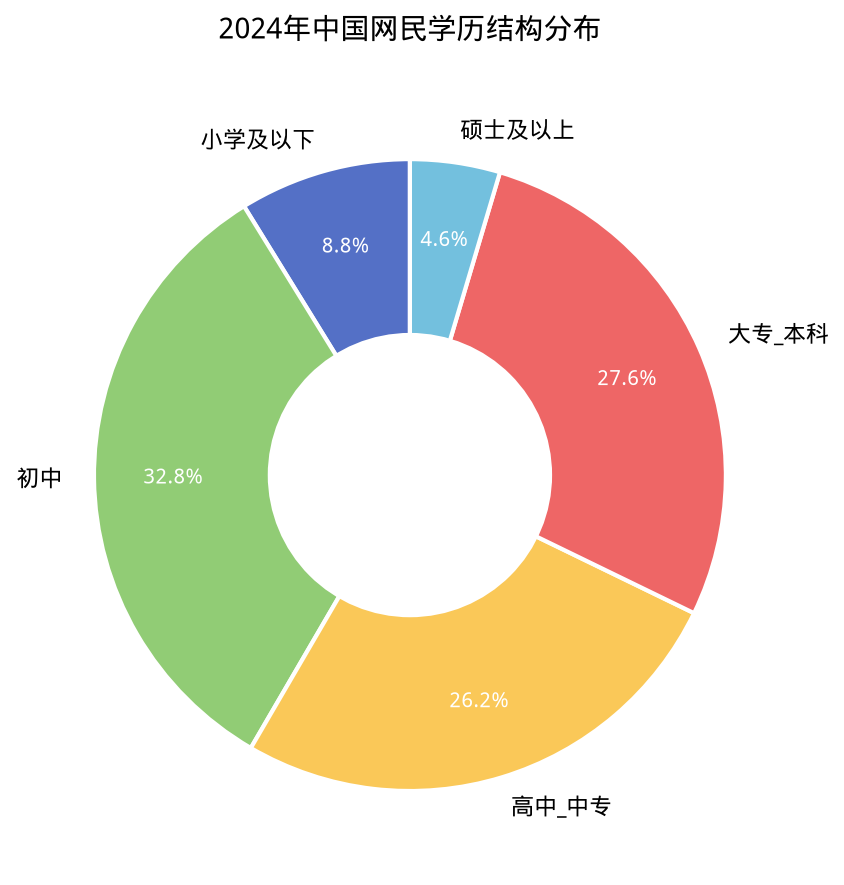 2024年中国网民学历结构分布
小学及以下
硕士及以上
8.8%
4.6%
大专_本科
27.6%
初中
32.8%
26.2%
高中_中专